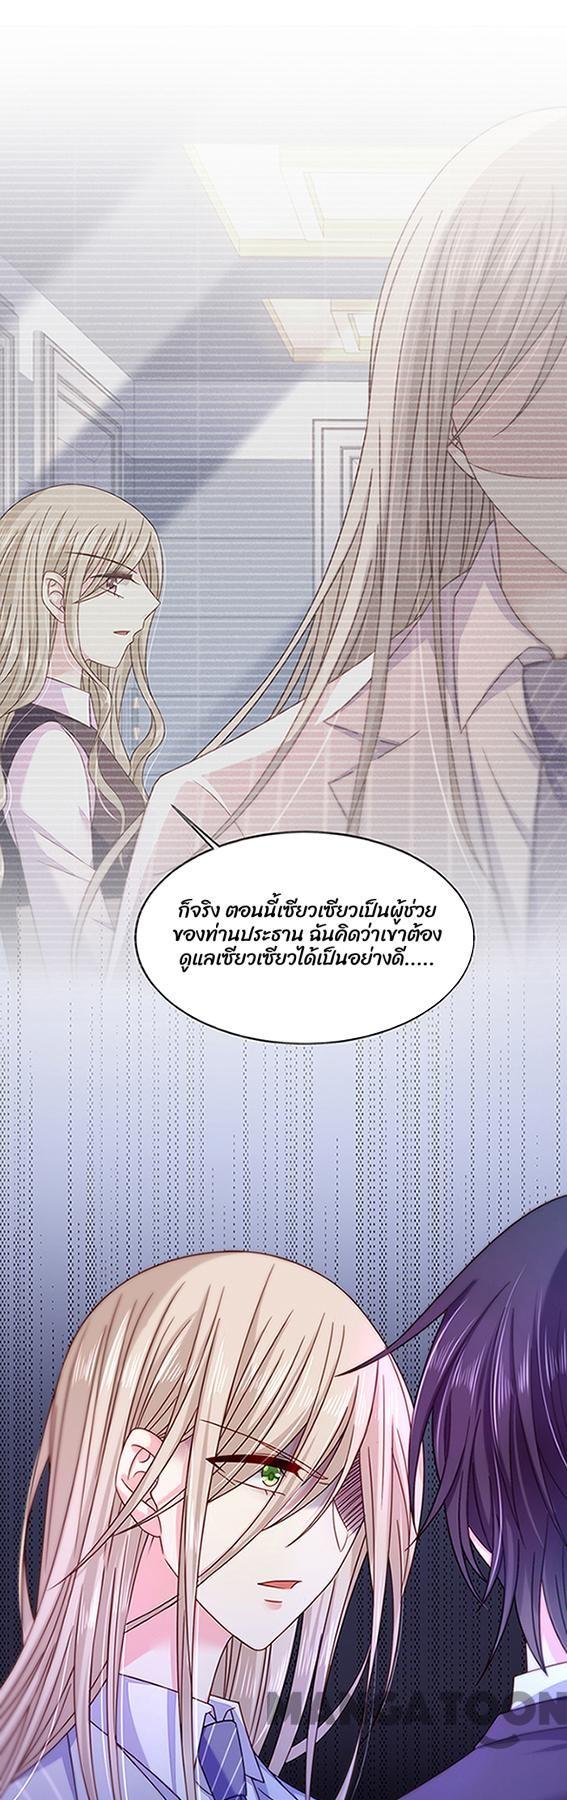 ก็จริง ตอนนี้เซียวเซียวเป็นผู้ช่วย
ของท่านประธาน ฉันคิดว่าเขาต้อง
ดูแลเซียวเซียวได้เป็นอย่างดี.....
MANGATOON